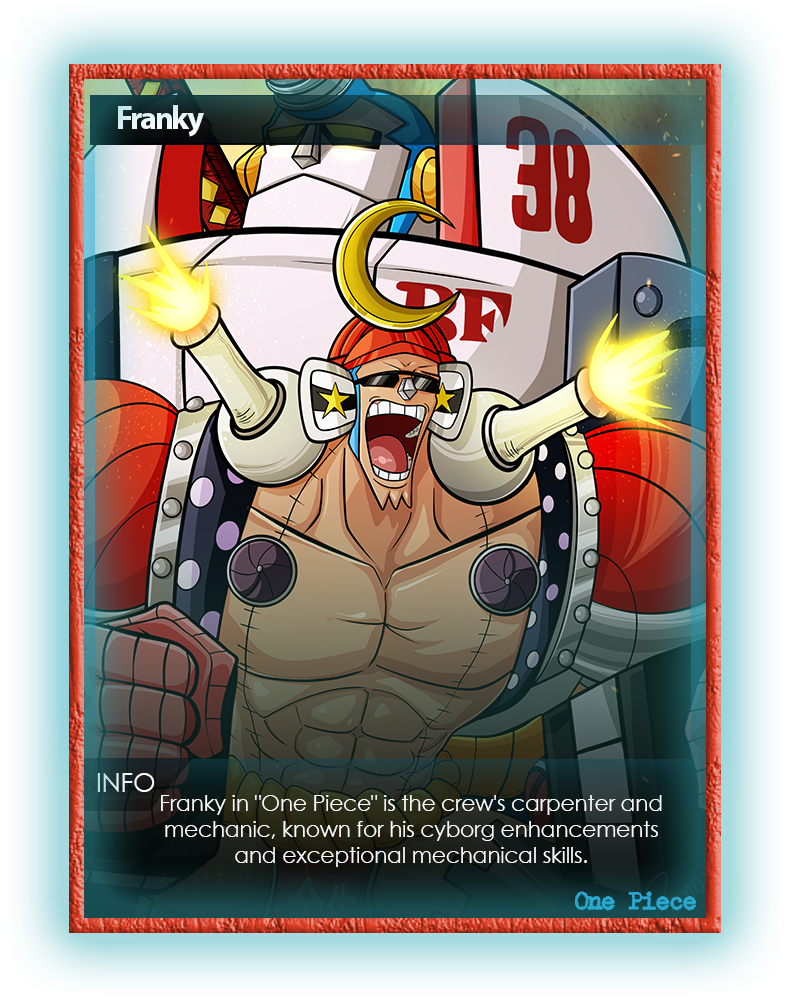 Franky
38
BF
INFO
Franky in "One Piece" is the crew's carpenter and
mechanic, known for his cyborg enhancements
and exceptional mechanical skills.
One Piece